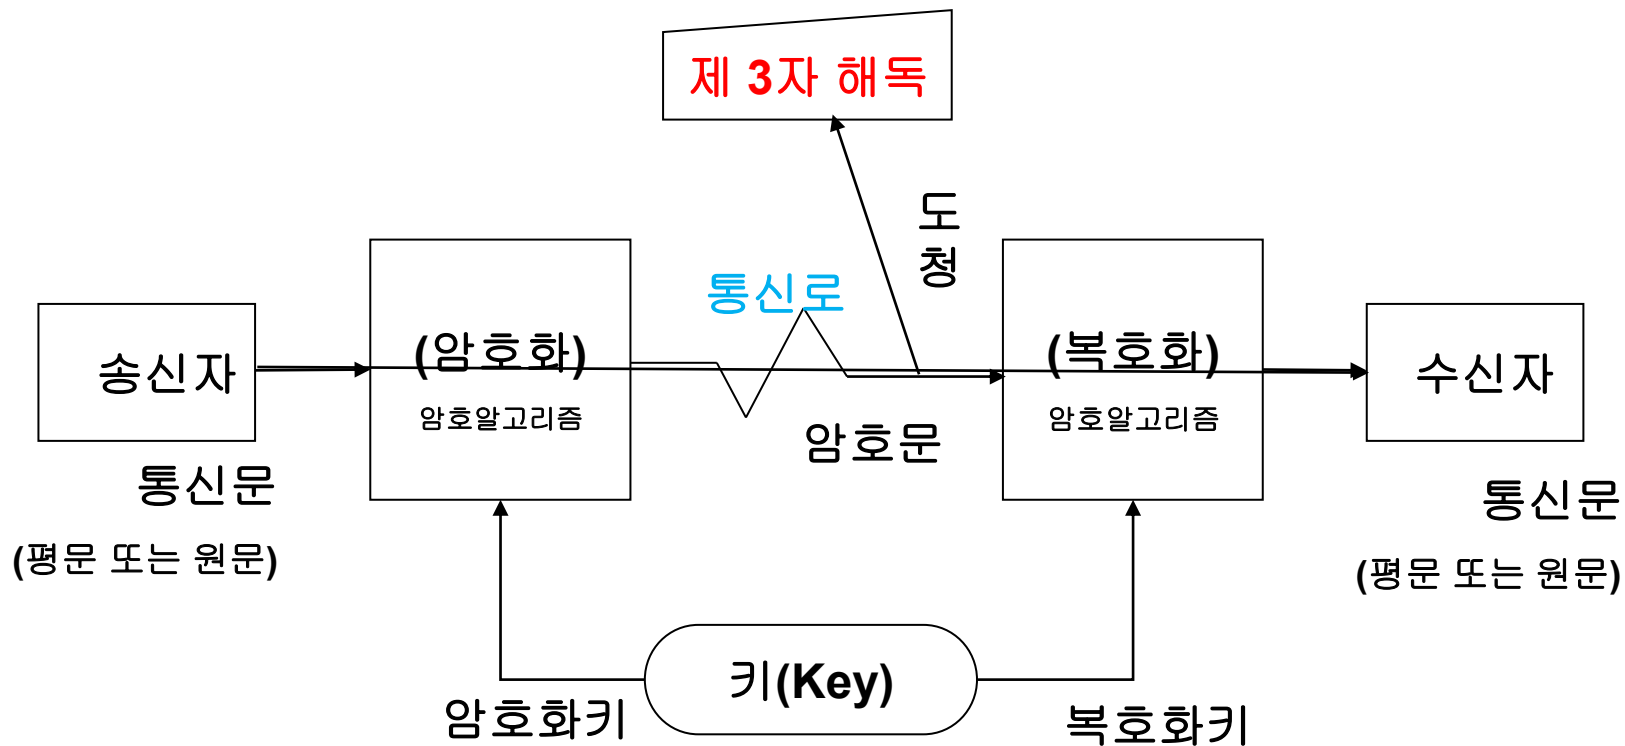 제 3자 해독
도
청
통신로
(암호화)
암호알고리즘
(복호화)
암호알고리즘
송신자
수신자
암호문
통신문
(평문 또는 원문)
통신문
(평문 또는 원문)
키(Key)
암호화키
복호화키